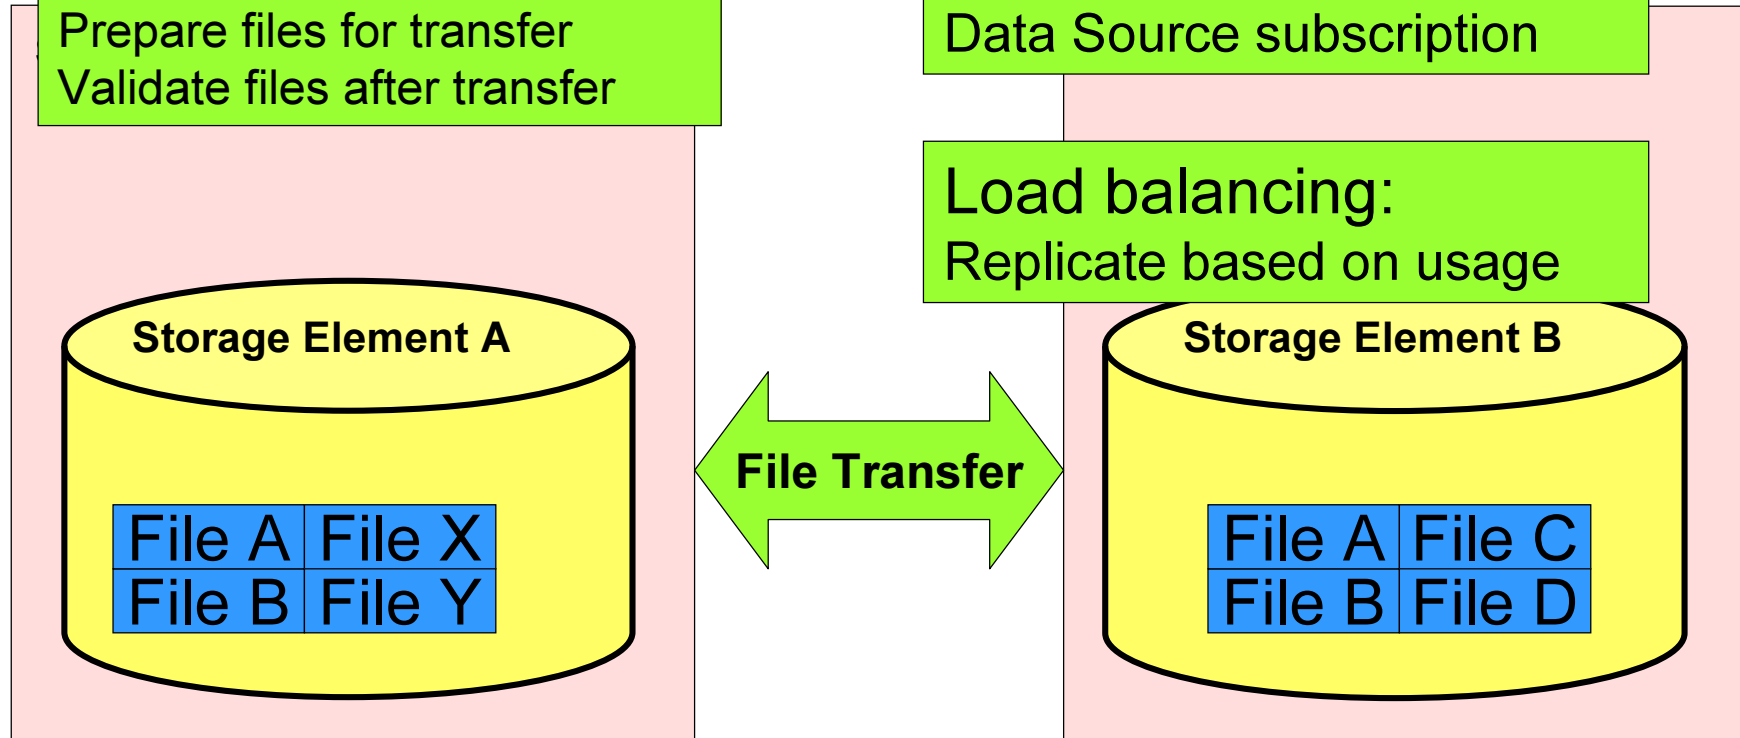 Prepare files for transfer
Validate files after transfer
Data Source subscription
Load balancing:
Replicate based on usage
Storage Element A
Storage Element B
File Transfer
File A File X
File B File Y
File A File C
File B File D